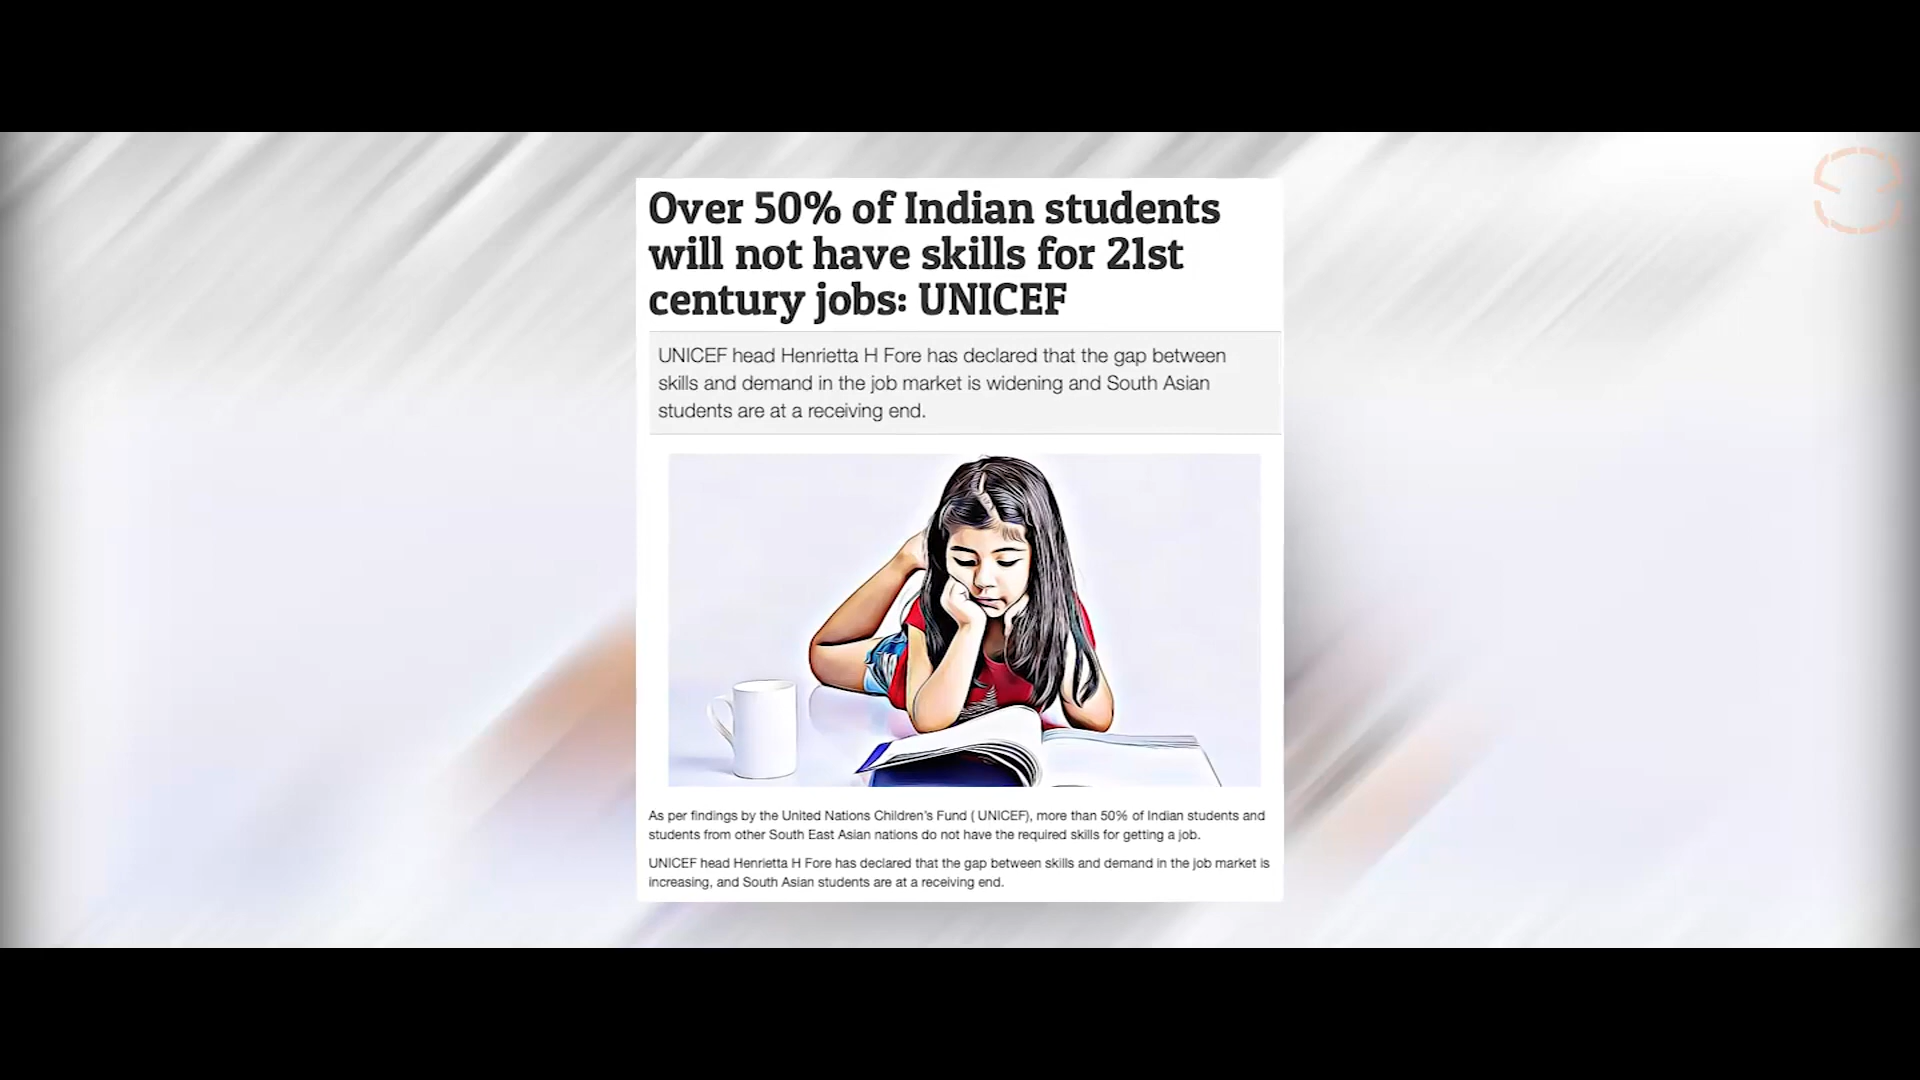 Over 50% of Indian students
will not have skills for 21st
century jobs: UNICEF
UNICEF head Henrietta H Fore has declared that the gap between
skills and demand in the job market is widening and South Asian
students are at a receiving end.
As per findings by the United Nations Children's Fund ( UNICEF), more than 50% of Indian students and
students from other South East Asian nations do not have the required skills for getting a job.
UNICEF head Henrietta H Fore has declared that the gap between skills and demand in the job market is
increasing, and South Asian students are at a receiving end.